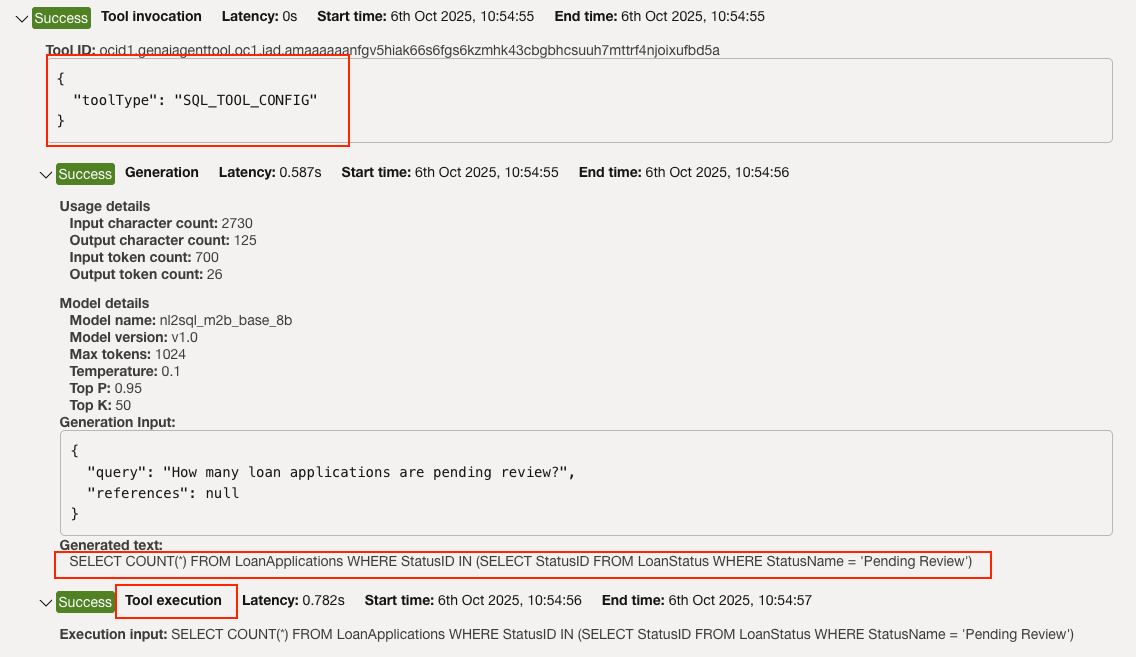 Success Tool invocation Latency: 0s Start time: 6th Oct 2025, 10:54:55 End time: 6th Oct 2025, 10:54:55
Tool ID: ocid1.genaiagenttool.oc1.iad.amaaaaaanfgv5hiak66s6fgs6kzmhk43cbgbhcsuuh7mttrf4njoixufbd5a
{
"toolType": "SQL_TOOL_CONFIG"
}
Success Generation Latency: 0.587s Start time: 6th Oct 2025, 10:54:55 End time: 6th Oct 2025, 10:54:56
Usage details
Input character count: 2730
Output character count: 125
Input token count: 700
Output token count: 26
Model details
Model name: nl2sql_m2b_base_8b
Model version: v1.0
Max tokens: 1024
Temperature: 0.1
Top P: 0.95
Top K: 50
Generation Input:
{
"query": "How many loan applications are pending review?",
"references": null
}
Generated text:
SELECT COUNT(*) FROM LoanApplications WHERE StatusID IN (SELECT StatusID FROM LoanStatus WHERE StatusName = 'Pending Review')
Success Tool execution Latency: 0.782s Start time: 6th Oct 2025, 10:54:56 End time: 6th Oct 2025, 10:54:57
Execution input: SELECT COUNT(*) FROM LoanApplications WHERE StatusID IN (SELECT StatusID FROM LoanStatus WHERE StatusName = 'Pending Review')